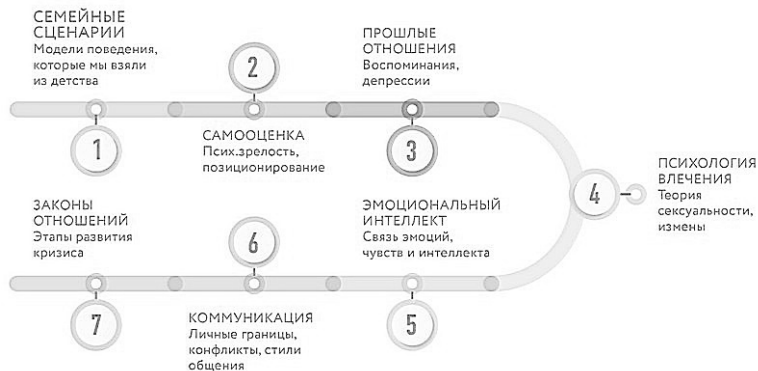 СЕМЕЙНЫЕ
СЦЕНАРИИ
Модели поведения,
которые мы взяли
из детства
1
2
САМООЦЕНКА
Псих.зрелость,
позиционирование
ПРОШЛЫЕ
ОТНОШЕНИЯ
Воспоминания,
депрессии
3
4
ПСИХОЛОГИЯ
ВЛЕЧЕНИЯ
Теория
сексуальности,
измены
ЭМОЦИОНАЛЬНЫЙ
ИНТЕЛЛЕКТ
Связь эмоций,
чувств и интеллекта
5
6
КОММУНИКАЦИЯ
Личные границы,
конфликты, стили
общения
ЗАКОНЫ
ОТНОШЕНИЙ
Этапы развития
кризиса
7